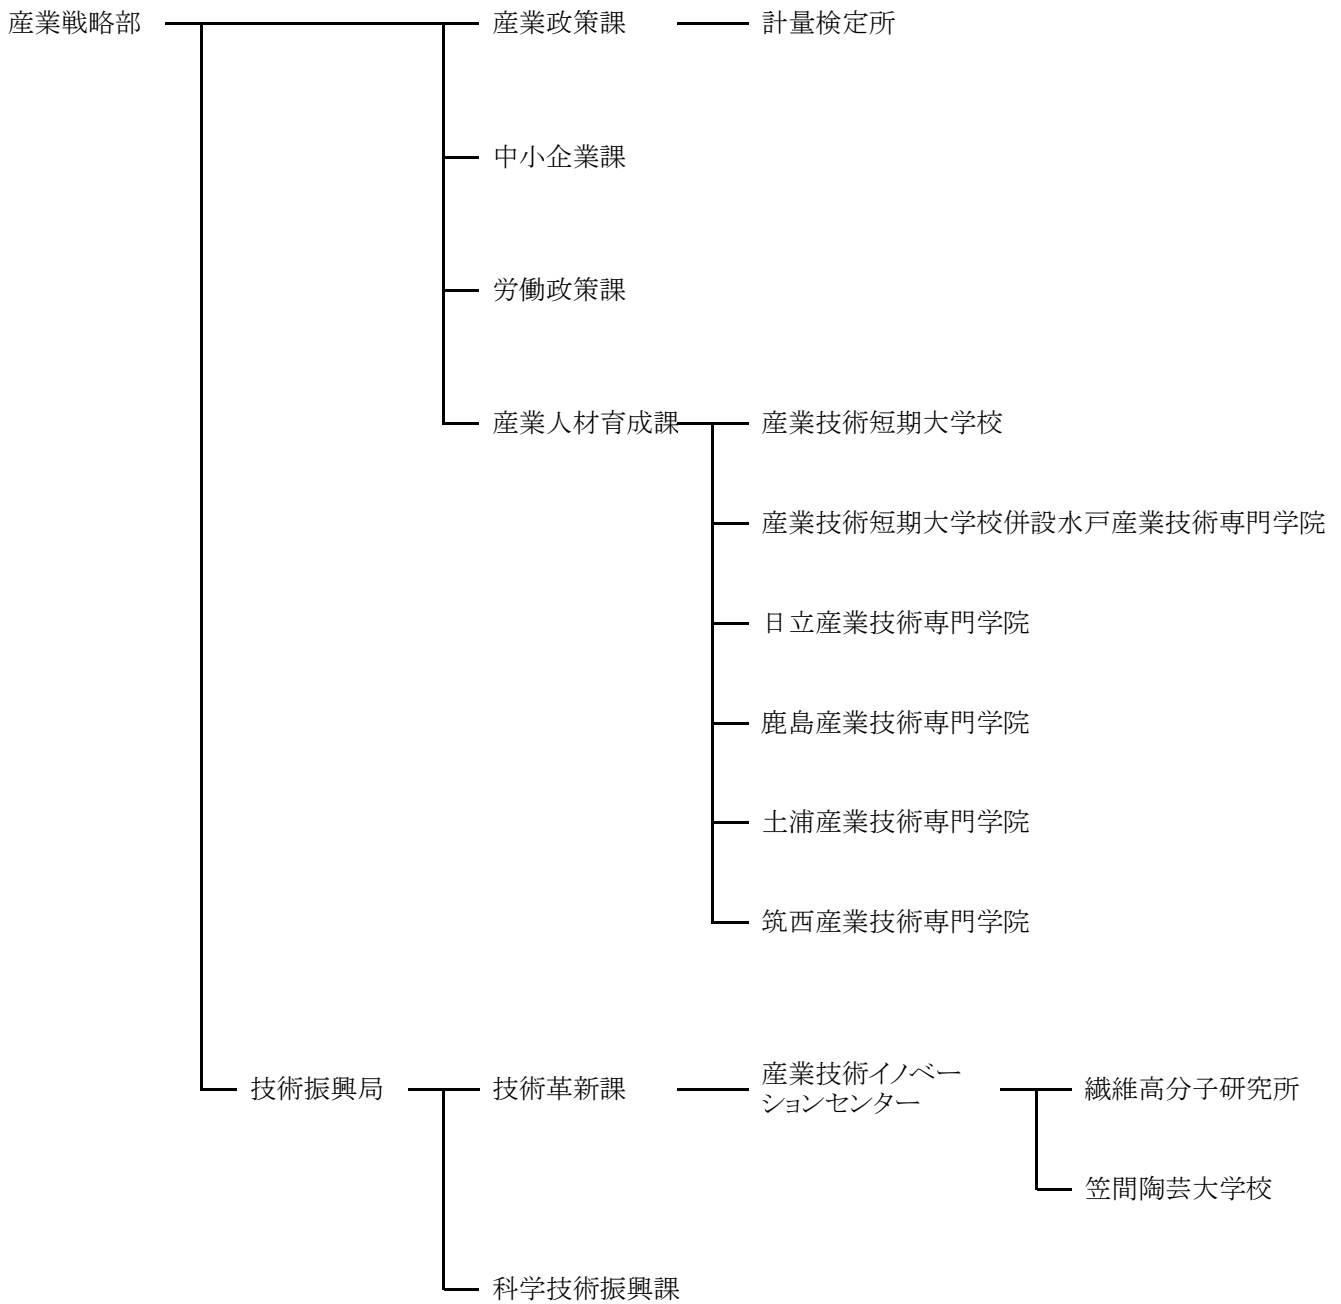 産業戦略部
産業政策課
計量検定所
中小企業課
労働政策課
産業人材育成課
産業技術短期大学校
産業技術短期大学校併設水戸産業技術専門学院
日立産業技術専門学院
鹿島産業技術専門学院
土浦産業技術専門学院
筑西産業技術専門学院
技術振興局
技術革新課
産業技術イノベー
ションセンター
繊維高分子研究所
笠間陶芸大学校
科学技術振興課